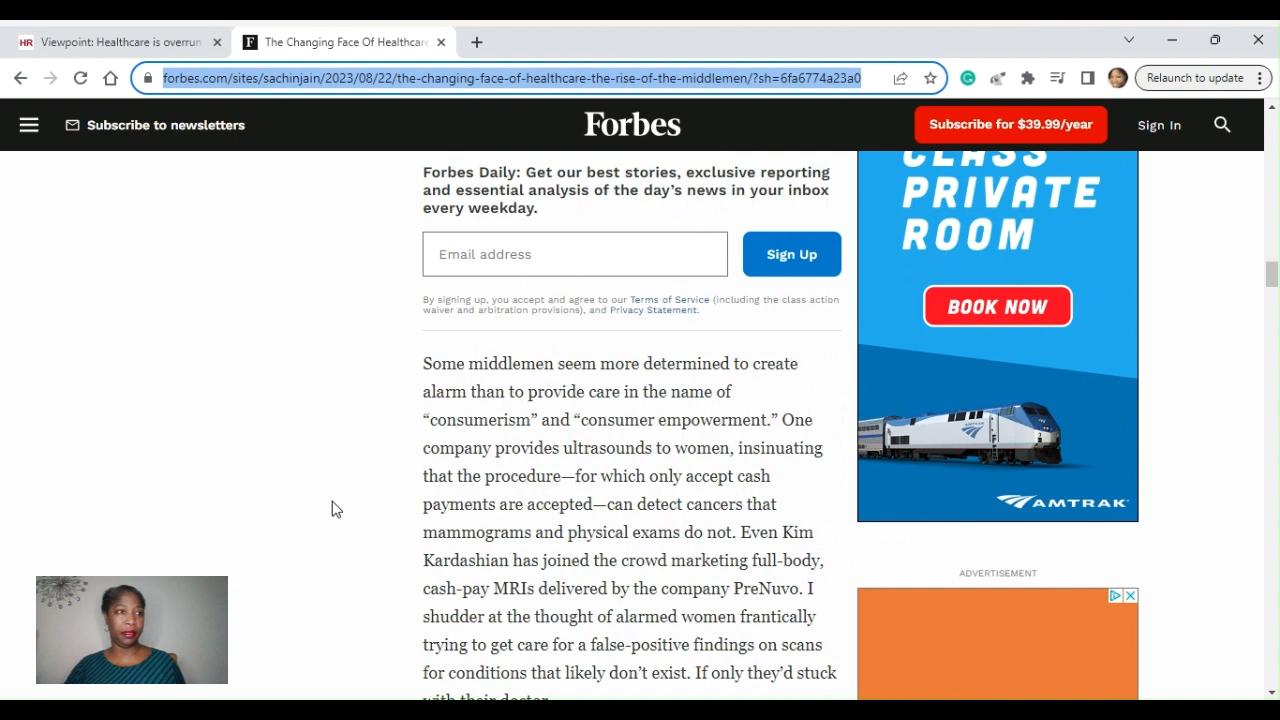 HR Viewpoint: Healthcare is overrun
F The Changing Face Of Healthcare
forbes.com/sites/sachinjain/2023/08/22/the-changing-face-of-healthcare-the-rise-of-the-middlemen/?sh=6fa6774a23a0
Relaunch to update
Subscribe to newsletters
Forbes
Subscribe for $39.99/year
Sign In
Forbes Daily: Get our best stories, exclusive reporting
and essential analysis of the day's news in your inbox
every weekday.
Email address
Sign Up
By signing up, you accept and agree to our Terms of Service (including the class action
waiver and arbitration provisions), and Privacy Statement.
Some middlemen seem more determined to create
alarm than to provide care in the name of
“consumerism” and “consumer empowerment.” One
company provides ultrasounds to women, insinuating
that the procedure—for which only accept cash
payments are accepted—can detect cancers that
mammograms and physical exams do not. Even Kim
Kardashian has joined the crowd marketing full-body,
cash-pay MRIs delivered by the company PreNuvo. I
shudder at the thought of alarmed women frantically
trying to get care for a false-positive findings on scans
for conditions that likely don’t exist. If only they’d stuck
with their doctor.
CLASS
PRIVATE
ROOM
BOOK NOW
AMTRAK
ADVERTISEMENT